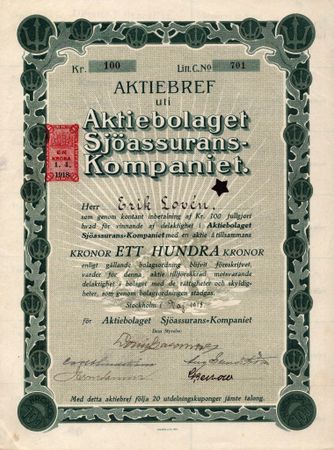 Kr. 100 Litt. C. No 701
AKTIEBREF
uti
Aktiebolaget
Sjöassurans-
Kompaniet.
EN
KRONA
1. 4.
1918
Herr Erik Lovén,
som genom kontant inbetalning af Kr. 100 fullgjort
hvad för vinnande af delaktighet i Aktiebolaget
Sjöassurans-Kompaniet med en aktie à tillsammans
KRONOR ETT HUNDRA KRONOR
enligt gällande bolagsordning blifvit föreskrifvet,
varder för denna aktie tillförsäkrad motsvarande
delaktighet i bolaget med de rättigheter och skyldig-
heter, som genom bolagsordningen stadgas.
Stockholm i Maj 1918
för Aktiebolaget Sjöassurans-Kompaniet
Dess Styrelse:
Med detta aktiebref följa 20 utdelningskuponger jämte talong.